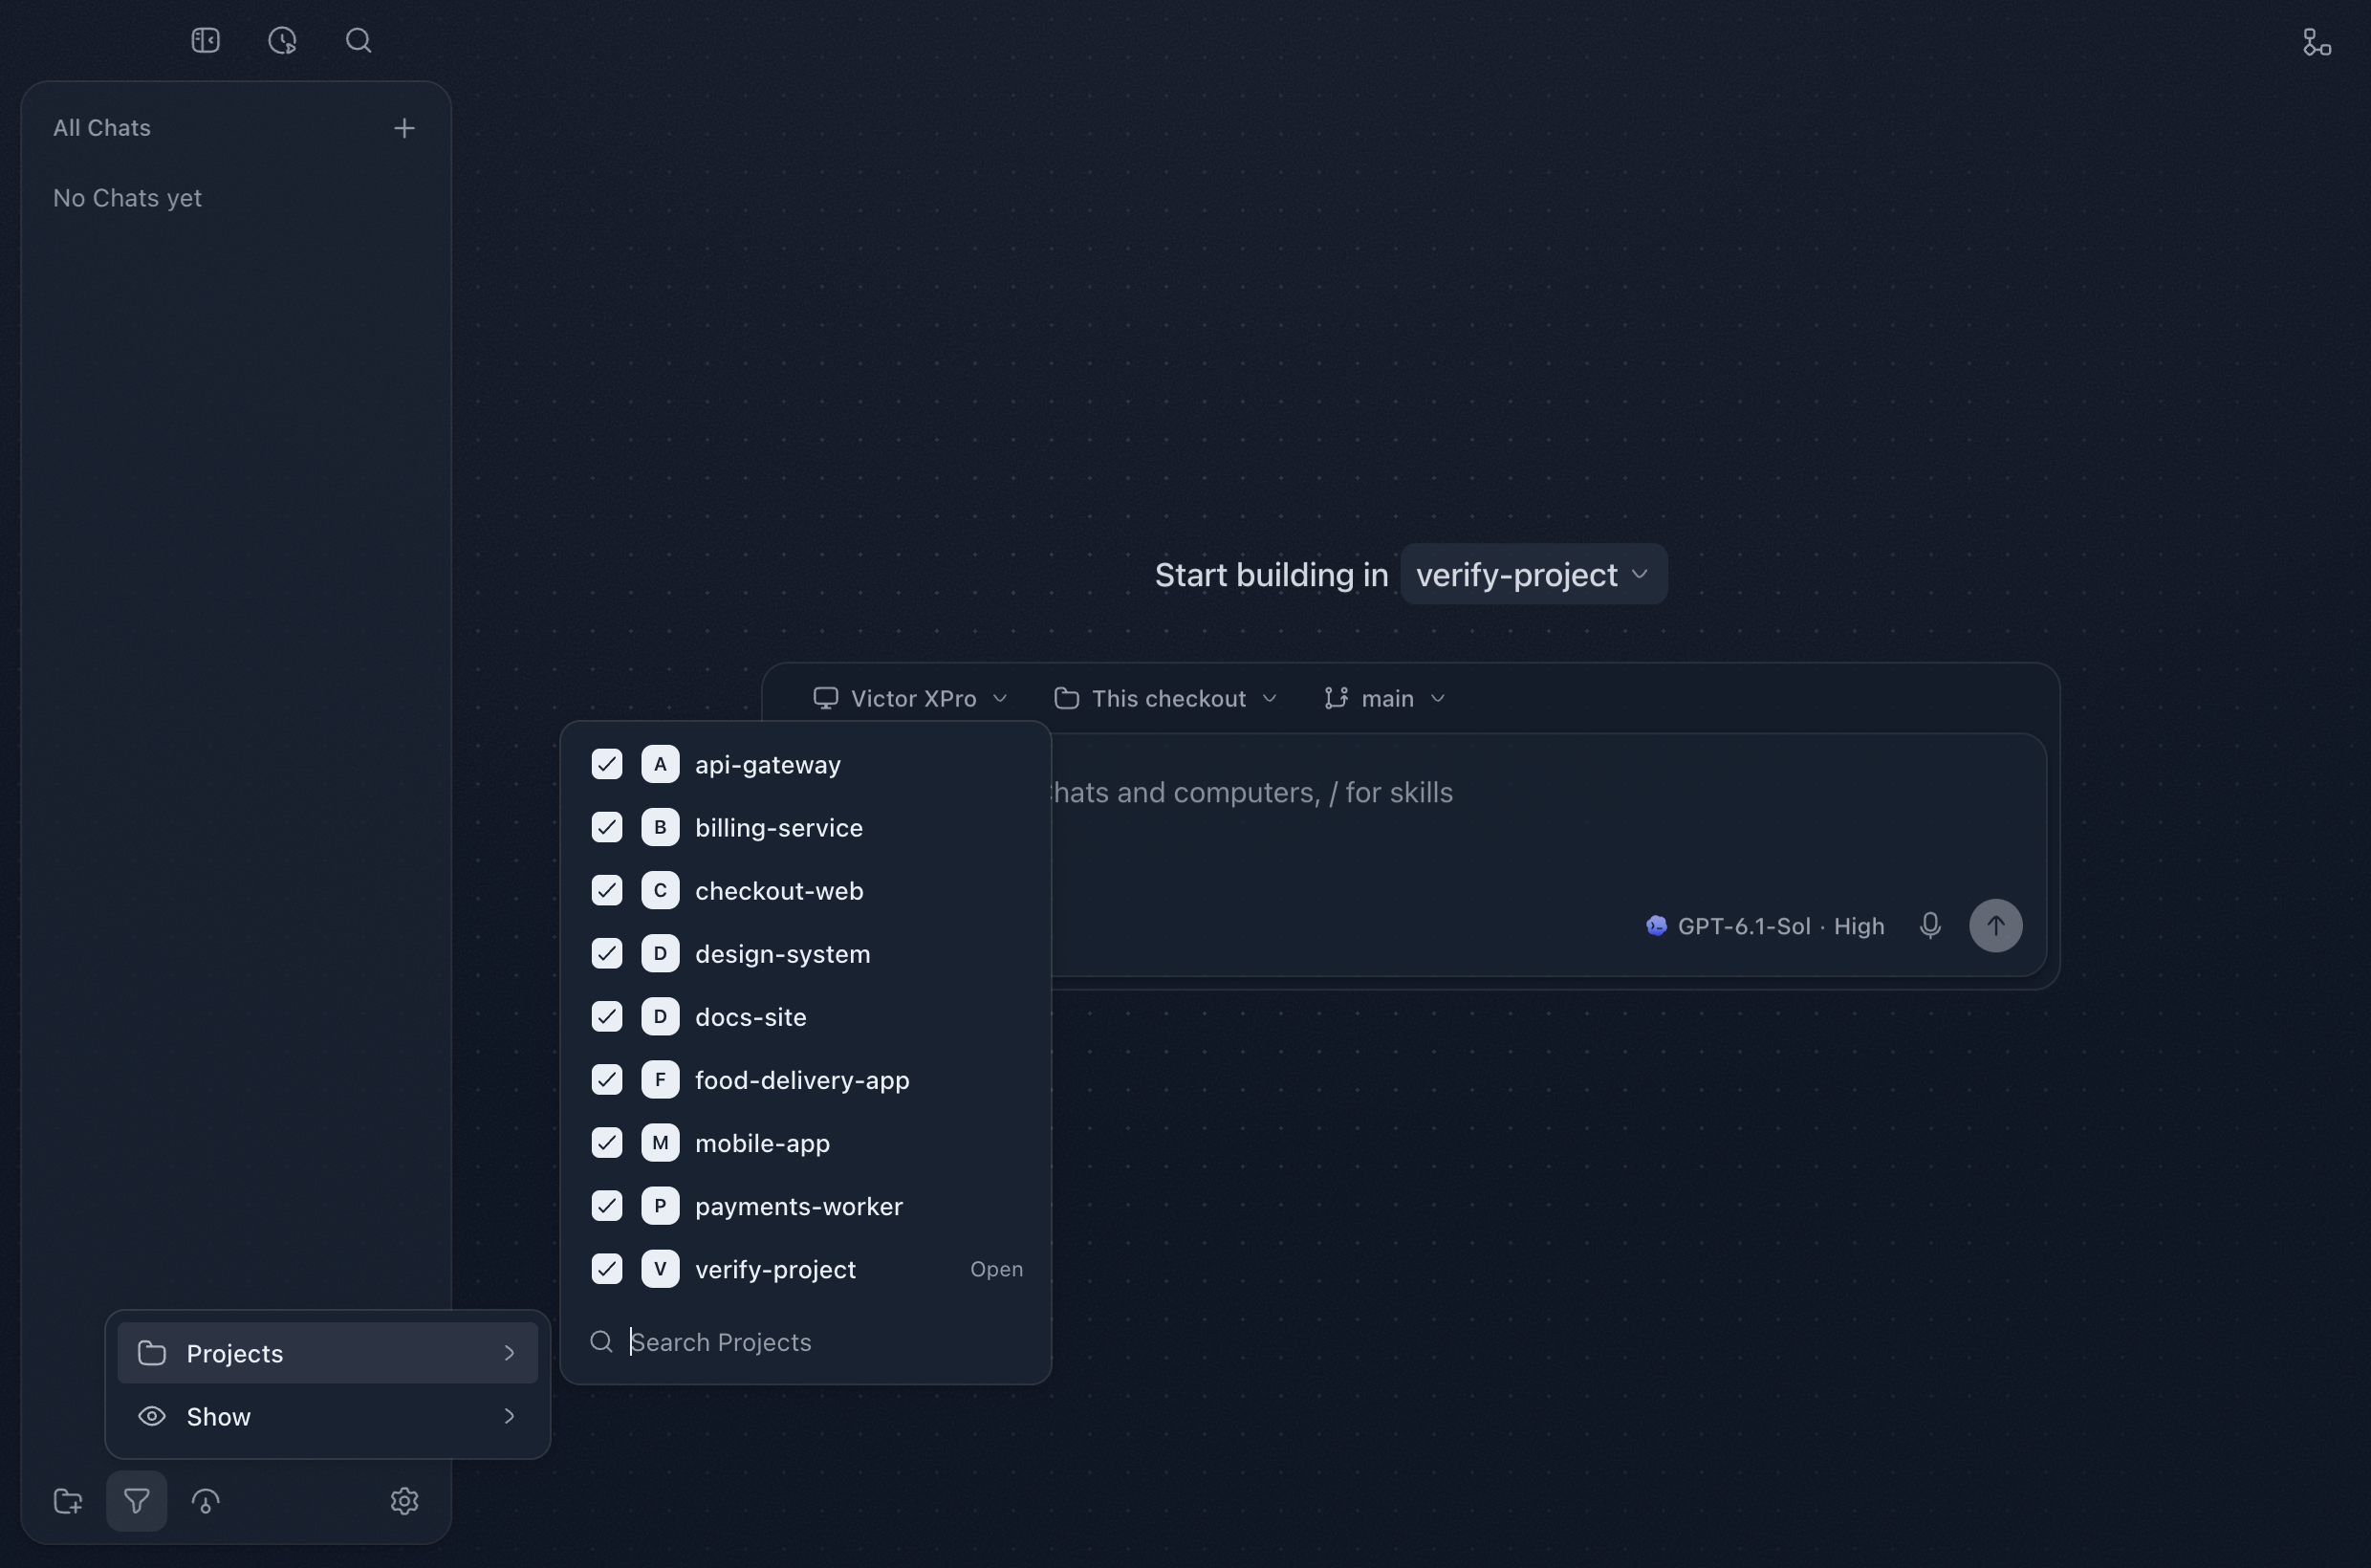 All Chats
No Chats yet
Start building in verify-project
Victor XPro This checkout main
hats and computers, / for skills
GPT-6.1-Sol · High
A api-gateway
B billing-service
C checkout-web
D design-system
D docs-site
F food-delivery-app
M mobile-app
P payments-worker
V verify-project Open
Search Projects
Projects
Show